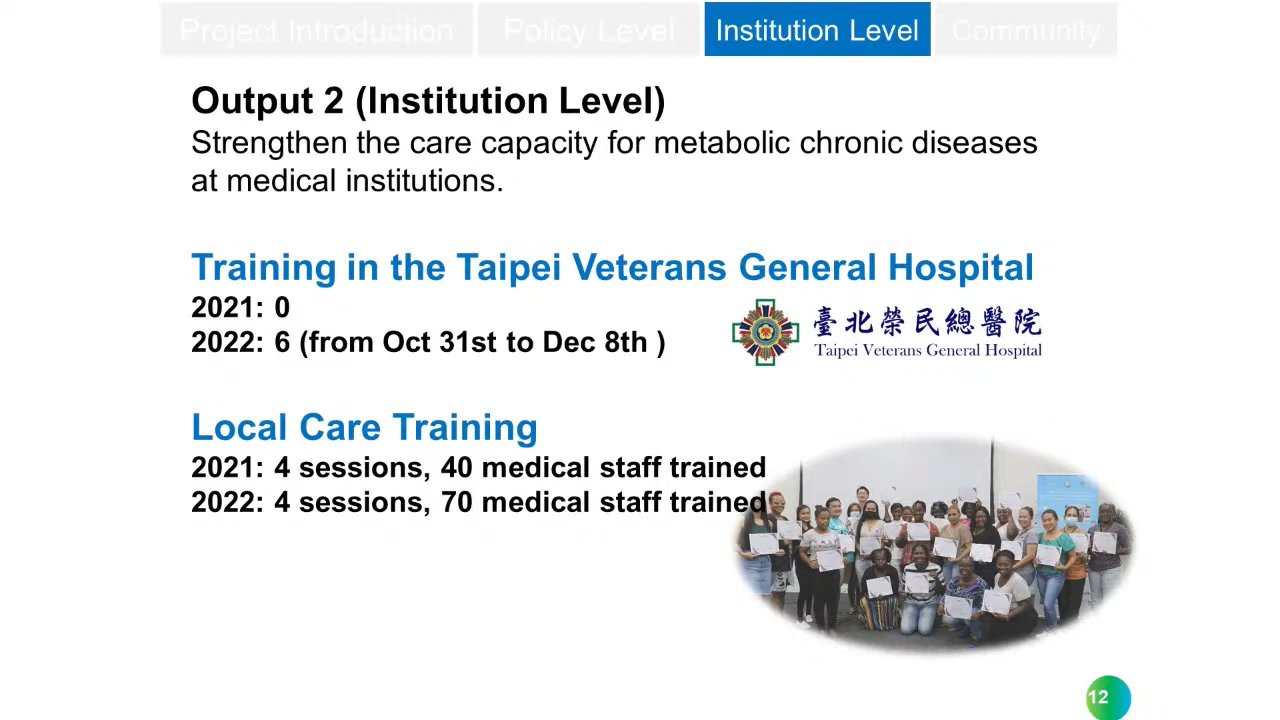 Project Introduction
Policy Level
Institution Level
Community
Output 2 (Institution Level)
Strengthen the care capacity for metabolic chronic diseases
at medical institutions.
Training in the Taipei Veterans General Hospital
2021: 0
2022: 6 (from Oct 31st to Dec 8th )
臺北榮民總醫院
Taipei Veterans General Hospital
Local Care Training
2021: 4 sessions, 40 medical staff trained
2022: 4 sessions, 70 medical staff trained
12